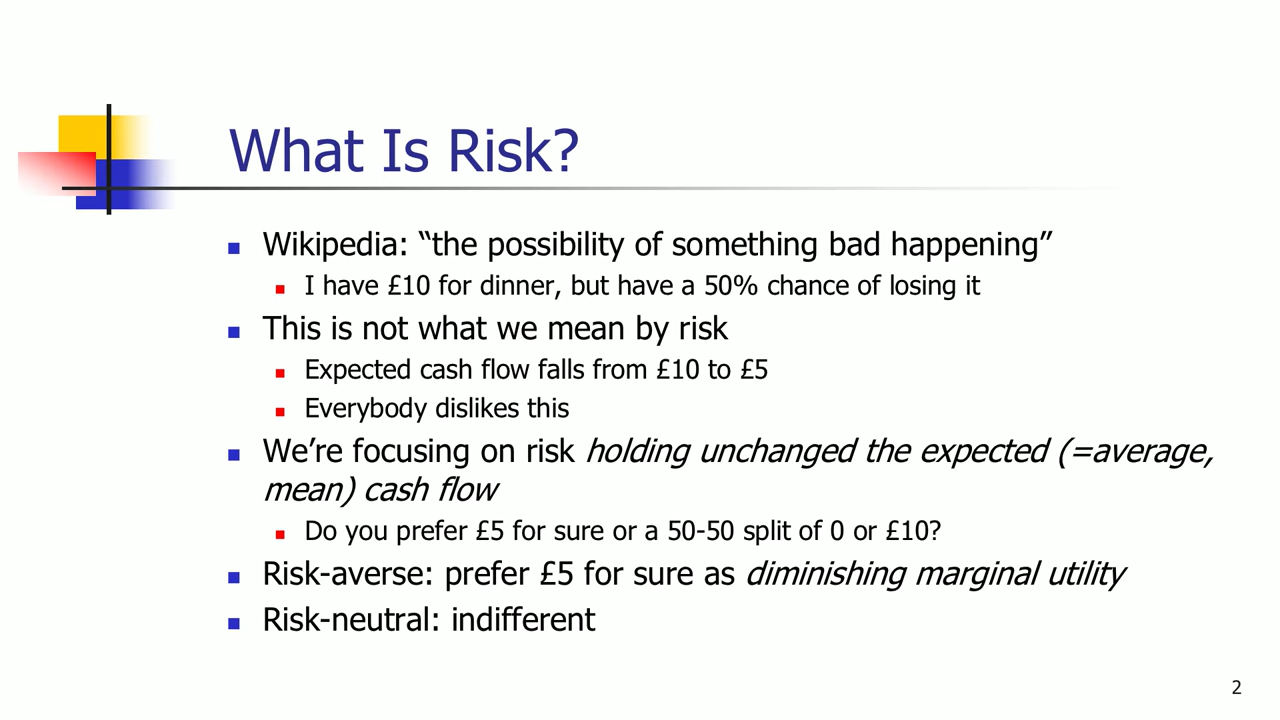 What Is Risk?
Wikipedia: “the possibility of something bad happening”
I have £10 for dinner, but have a 50% chance of losing it
This is not what we mean by risk
Expected cash flow falls from £10 to £5
Everybody dislikes this
We’re focusing on risk holding unchanged the expected (=average,
mean) cash flow
Do you prefer £5 for sure or a 50-50 split of 0 or £10?
Risk-averse: prefer £5 for sure as diminishing marginal utility
Risk-neutral: indifferent
2